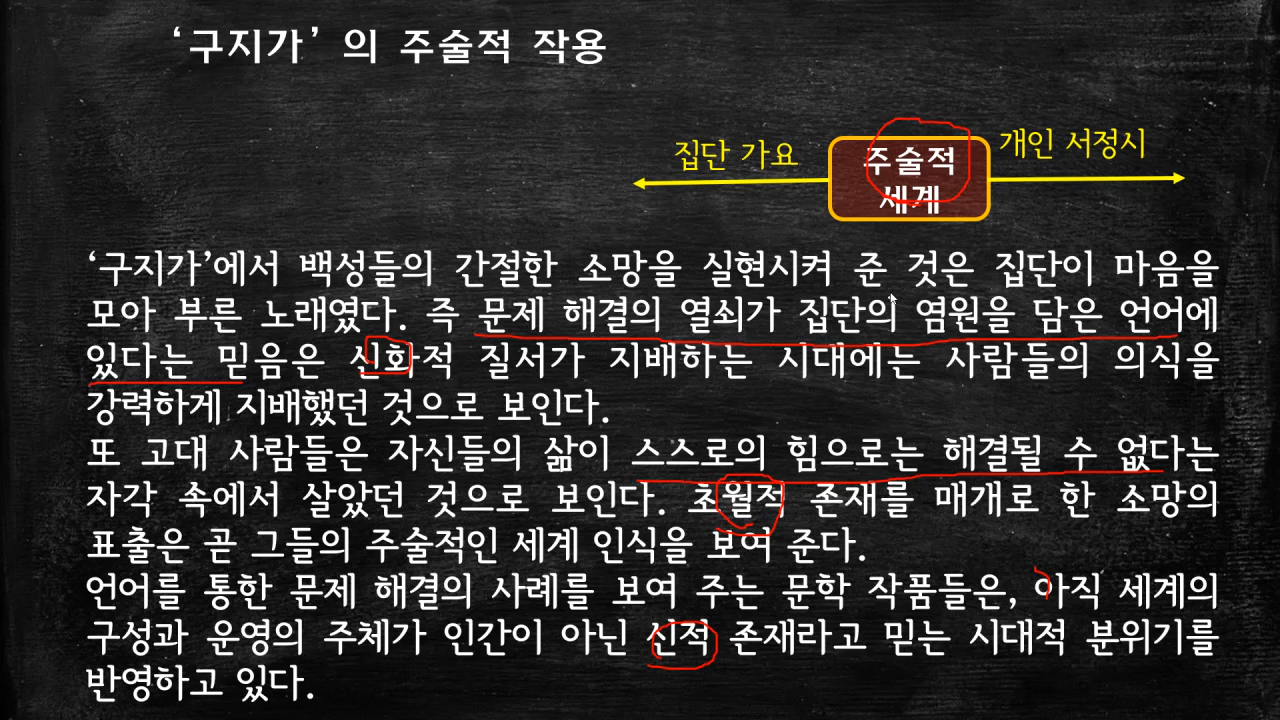 ‘구지가’ 의 주술적 작용
집단 가요
주술적
세계
개인 서정시
‘구지가’에서 백성들의 간절한 소망을 실현시켜 준 것은 집단이 마음을
모아 부른 노래였다. 즉 문제 해결의 열쇠가 집단의 염원을 담은 언어에
있다는 믿음은 신화적 질서가 지배하는 시대에는 사람들의 의식을
강력하게 지배했던 것으로 보인다.
또 고대 사람들은 자신들의 삶이 스스로의 힘으로는 해결될 수 없다는
자각 속에서 살았던 것으로 보인다. 초월적 존재를 매개로 한 소망의
표출은 곧 그들의 주술적인 세계 인식을 보여 준다.
언어를 통한 문제 해결의 사례를 보여 주는 문학 작품들은, 아직 세계의
구성과 운영의 주체가 인간이 아닌 신적 존재라고 믿는 시대적 분위기를
반영하고 있다.